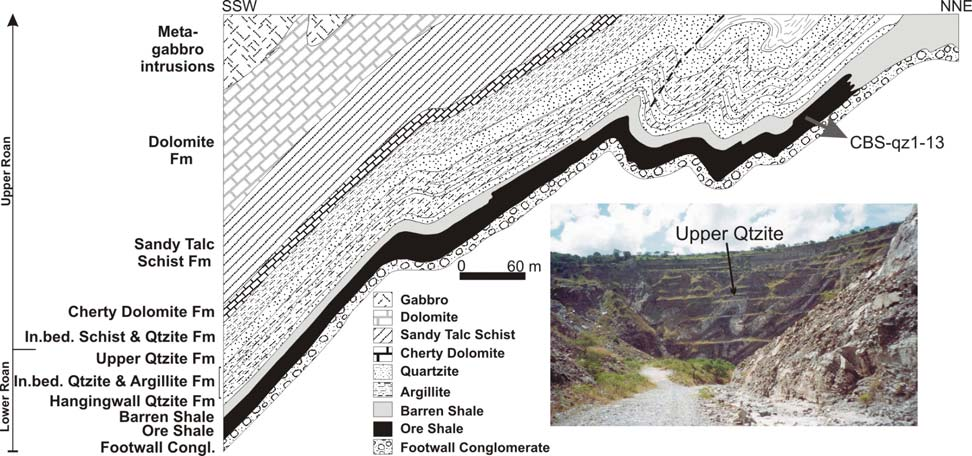 SSW
NNE
Meta-
gabbro
intrusions
Upper Roan
Dolomite
Fm
CBS-qz1-13
Upper Qtzite
Sandy Talc
Schist Fm
0 60 m
Cherty Dolomite Fm
In.bed. Schist & Qtzite Fm
Upper Qtzite Fm
In.bed. Qtzite & Argillite Fm
Hangingwall Qtzite Fm
Barren Shale
Ore Shale
Footwall Congl.
Lower Roan
Gabbro
Dolomite
Sandy Talc Schist
Cherty Dolomite
Quartzite
Argillite
Barren Shale
Ore Shale
Footwall Conglomerate